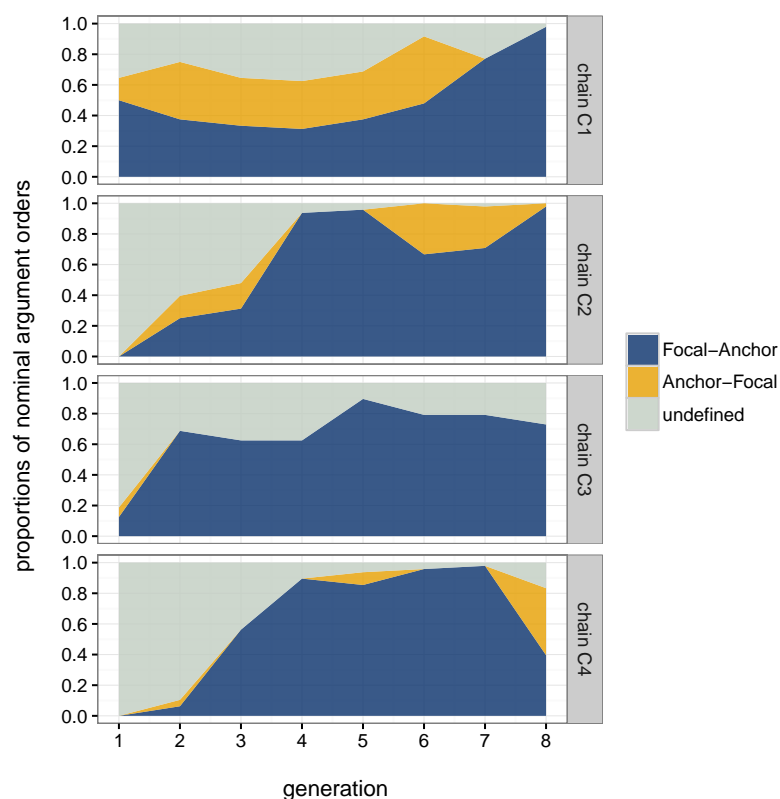 proportions of nominal argument orders
1.0
0.8
0.6
0.4
0.2
0.0
chain C1
1.0
0.8
0.6
0.4
0.2
0.0
chain C2
1.0
0.8
0.6
0.4
0.2
0.0
chain C3
1.0
0.8
0.6
0.4
0.2
0.0
chain C4
1 2 3 4 5 6 7 8
generation
Focal−Anchor
Anchor−Focal
undefined